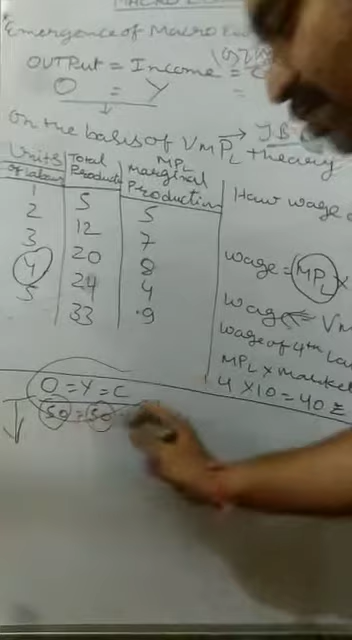 Emergence of Macro
OUTPUT = Income =
O = Y =
On the basis of VMPL → J.B. theory
Units of labour | Total Product | MPL Marginal Production
1 5 5
2 12 7
3 20 8
4 24 4
5 33 9
How wage
wage = MPL ×
wage ⇐ VM
wage of 4th La
MPL × market
4 × 10 = 40
O = Y = C
50 = 50